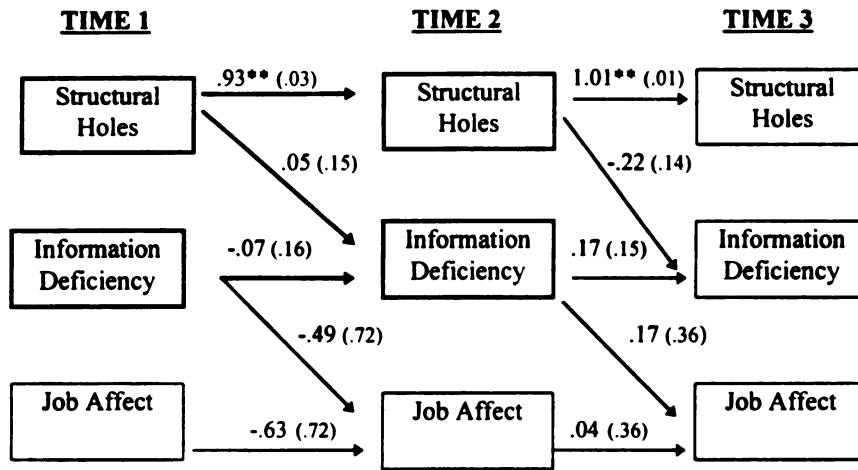 TIME 1 TIME 2 TIME 3
.93** (.03) 1.01** (.01)
Structural Holes
Structural Holes
Structural Holes
.05 (.15) -.22 (.14)
Information Deficiency
-.07 (.16)
Information Deficiency
.17 (.15)
Information Deficiency
-.49 (.72) .17 (.36)
Job Affect
-.63 (.72)
Job Affect
.04 (.36)
Job Affect